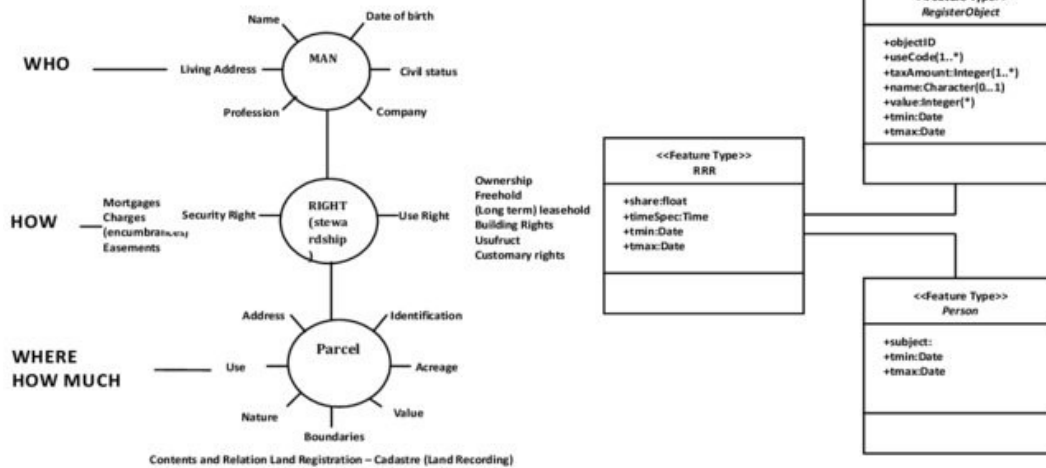 WHO
Name
Date of birth
Living Address
MAN
Civil status
Profession
Company
HOW
Mortgages
Charges
(encumbrances)
Easements
Security Right
RIGHT
(stewa
rdship
)
Use Right
Ownership
Freehold
(Long term) leasehold
Building Rights
Usufruct
Customary rights
WHERE
HOW MUCH
Address
Identification
Use
Parcel
Acreage
Nature
Value
Boundaries
Contents and Relation Land Registration – Cadastre (Land Recording)
<<Feature Type>>
RegisterObject
+objectID
+useCode(1..*)
+taxAmount:Integer(1..*)
+name:Character(0...1)
+value:Integer(*)
+tmin:Date
+tmax:Date
<<Feature Type>>
RRR
+share:float
+timeSpec:Time
+tmin:Date
+tmax:Date
<<Feature Type>>
Person
+subject:
+tmin:Date
+tmax:Date